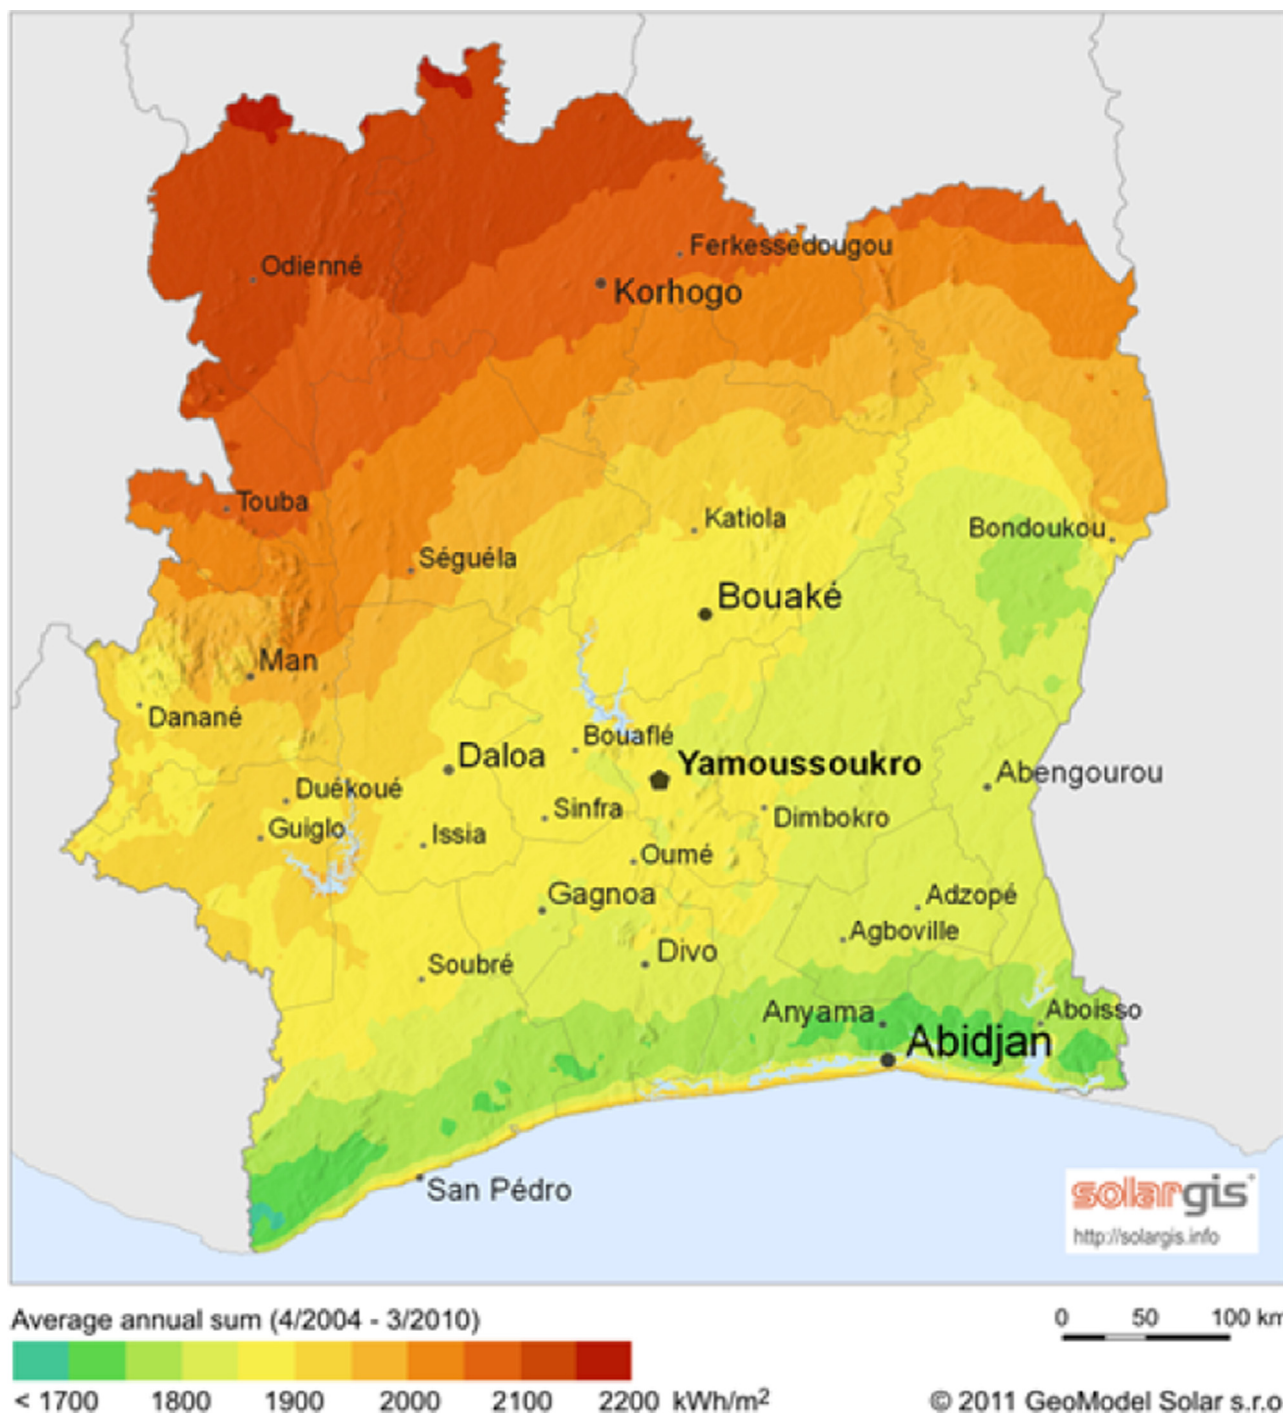 Ferkessedougou
Odienné
Korhogo
Touba
Katiola
Bondoukou
Séguéla
Bouaké
Man
Danané
Bouaflé
Daloa
Yamoussoukro
Abengourou
Duékoué
Sinfra
Dimbokro
Guiglo
Issia
Oumé
Gagnoa
Adzopé
Agboville
Divo
Soubré
Anyama
Aboisso
Abidjan
San Pédro
solargis
http://solargis.info
Average annual sum (4/2004 - 3/2010)
0 50 100 km
< 1700 1800 1900 2000 2100 2200 kWh/m²
© 2011 GeoModel Solar s.r.o